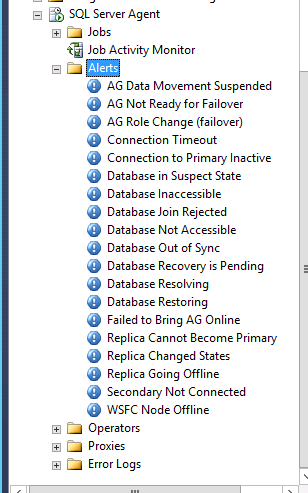 SQL Server Agent
Jobs
Job Activity Monitor
Alerts
AG Data Movement Suspended
AG Not Ready for Failover
AG Role Change (failover)
Connection Timeout
Connection to Primary Inactive
Database in Suspect State
Database Inaccessible
Database Join Rejected
Database Not Accessible
Database Out of Sync
Database Recovery is Pending
Database Resolving
Database Restoring
Failed to Bring AG Online
Replica Cannot Become Primary
Replica Changed States
Replica Going Offline
Secondary Not Connected
WSFC Node Offline
Operators
Proxies
Error Logs